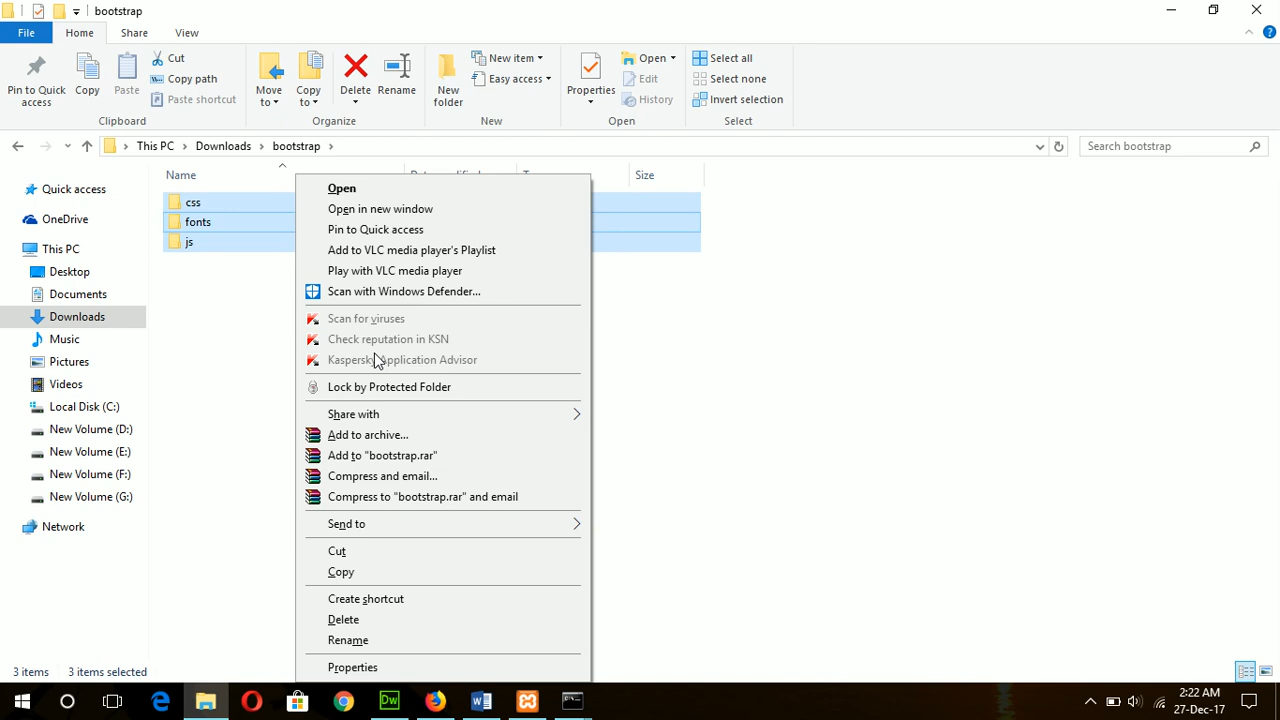 bootstrap
File Home Share View
Pin to Quick access
Copy
Paste
Cut
Copy path
Paste shortcut
Clipboard
Move to
Copy to
Delete
Rename
Organize
New folder
New item
Easy access
New
Properties
Open
Edit
History
Open
Select all
Select none
Invert selection
Select
This PC Downloads bootstrap
Search bootstrap
Name Size
Quick access
OneDrive
This PC
Desktop
Documents
Downloads
Music
Pictures
Videos
Local Disk (C:)
New Volume (D:)
New Volume (E:)
New Volume (F:)
New Volume (G:)
Network
css
fonts
js
Open
Open in new window
Pin to Quick access
Add to VLC media player's Playlist
Play with VLC media player
Scan with Windows Defender...
Scan for viruses
Check reputation in KSN
Kaspersky Application Advisor
Lock by Protected Folder
Share with
Add to archive...
Add to "bootstrap.rar"
Compress and email...
Compress to "bootstrap.rar" and email
Send to
Cut
Copy
Create shortcut
Delete
Rename
Properties
3 items 3 items selected
Dw
2:22 AM
27-Dec-17